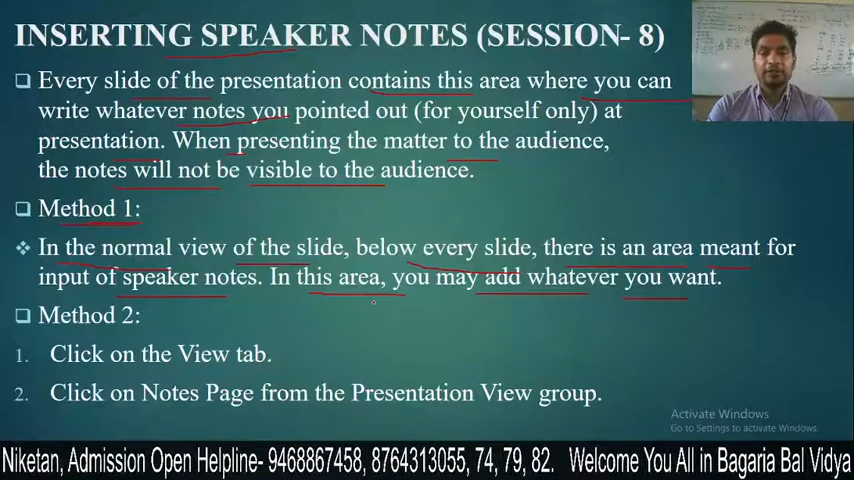 INSERTING SPEAKER NOTES (SESSION- 8)
Every slide of the presentation contains this area where you can
write whatever notes you pointed out (for yourself only) at
presentation. When presenting the matter to the audience,
the notes will not be visible to the audience.
Method 1:
In the normal view of the slide, below every slide, there is an area meant for
input of speaker notes. In this area, you may add whatever you want.
Method 2:
1. Click on the View tab.
2. Click on Notes Page from the Presentation View group.
Activate Windows
Go to Settings to activate Windows.
Niketan, Admission Open Helpline- 9468867458, 8764313055, 74, 79, 82. Welcome You All in Bagaria Bal Vidya